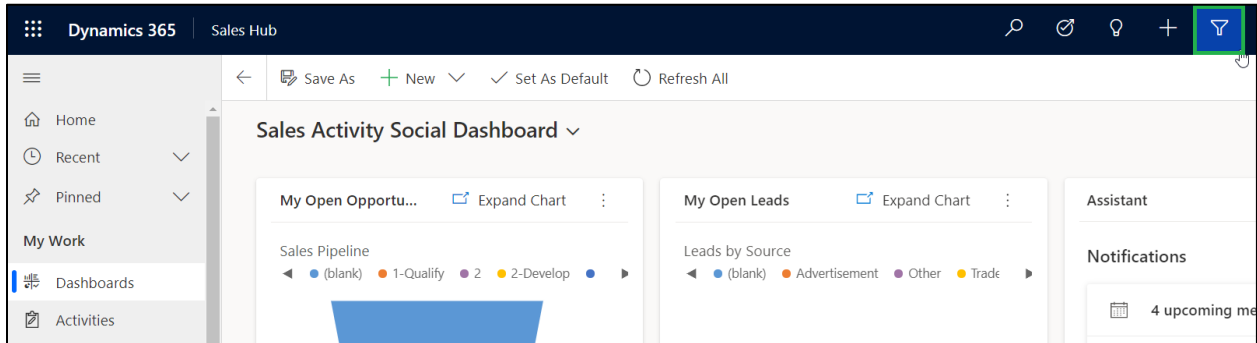 Dynamics 365 Sales Hub
Save As New Set As Default Refresh All
Home
Recent
Pinned
My Work
Dashboards
Activities
Sales Activity Social Dashboard
My Open Opportu... Expand Chart
Sales Pipeline
(blank) 1-Qualify 2 2-Develop
My Open Leads Expand Chart
Leads by Source
(blank) Advertisement Other Trade
Assistant
Notifications
4 upcoming me